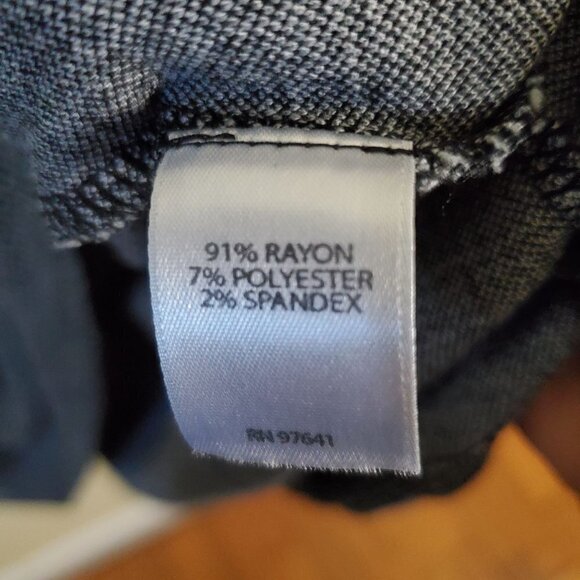 91% RAYON
7% POLYESTER
2% SPANDEX
RN 97641